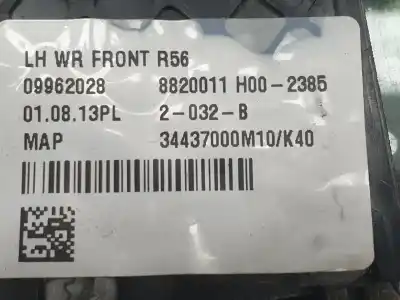 LH WR FRONT R56
09962028 8820011 H00-2385
01.08.13PL 2-032-B
MAP 34437000M10/K40